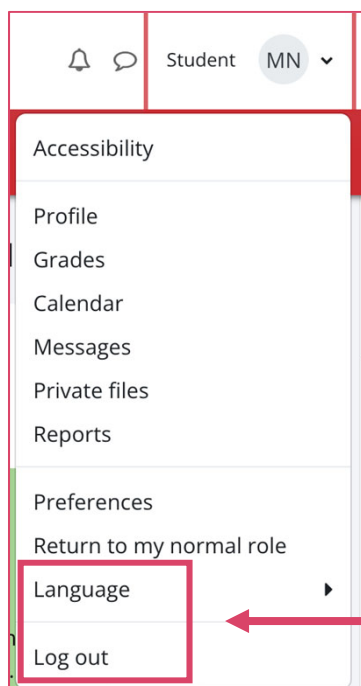 Student MN
Accessibility
Profile
Grades
Calendar
Messages
Private files
Reports
Preferences
Return to my normal role
Language
Log out